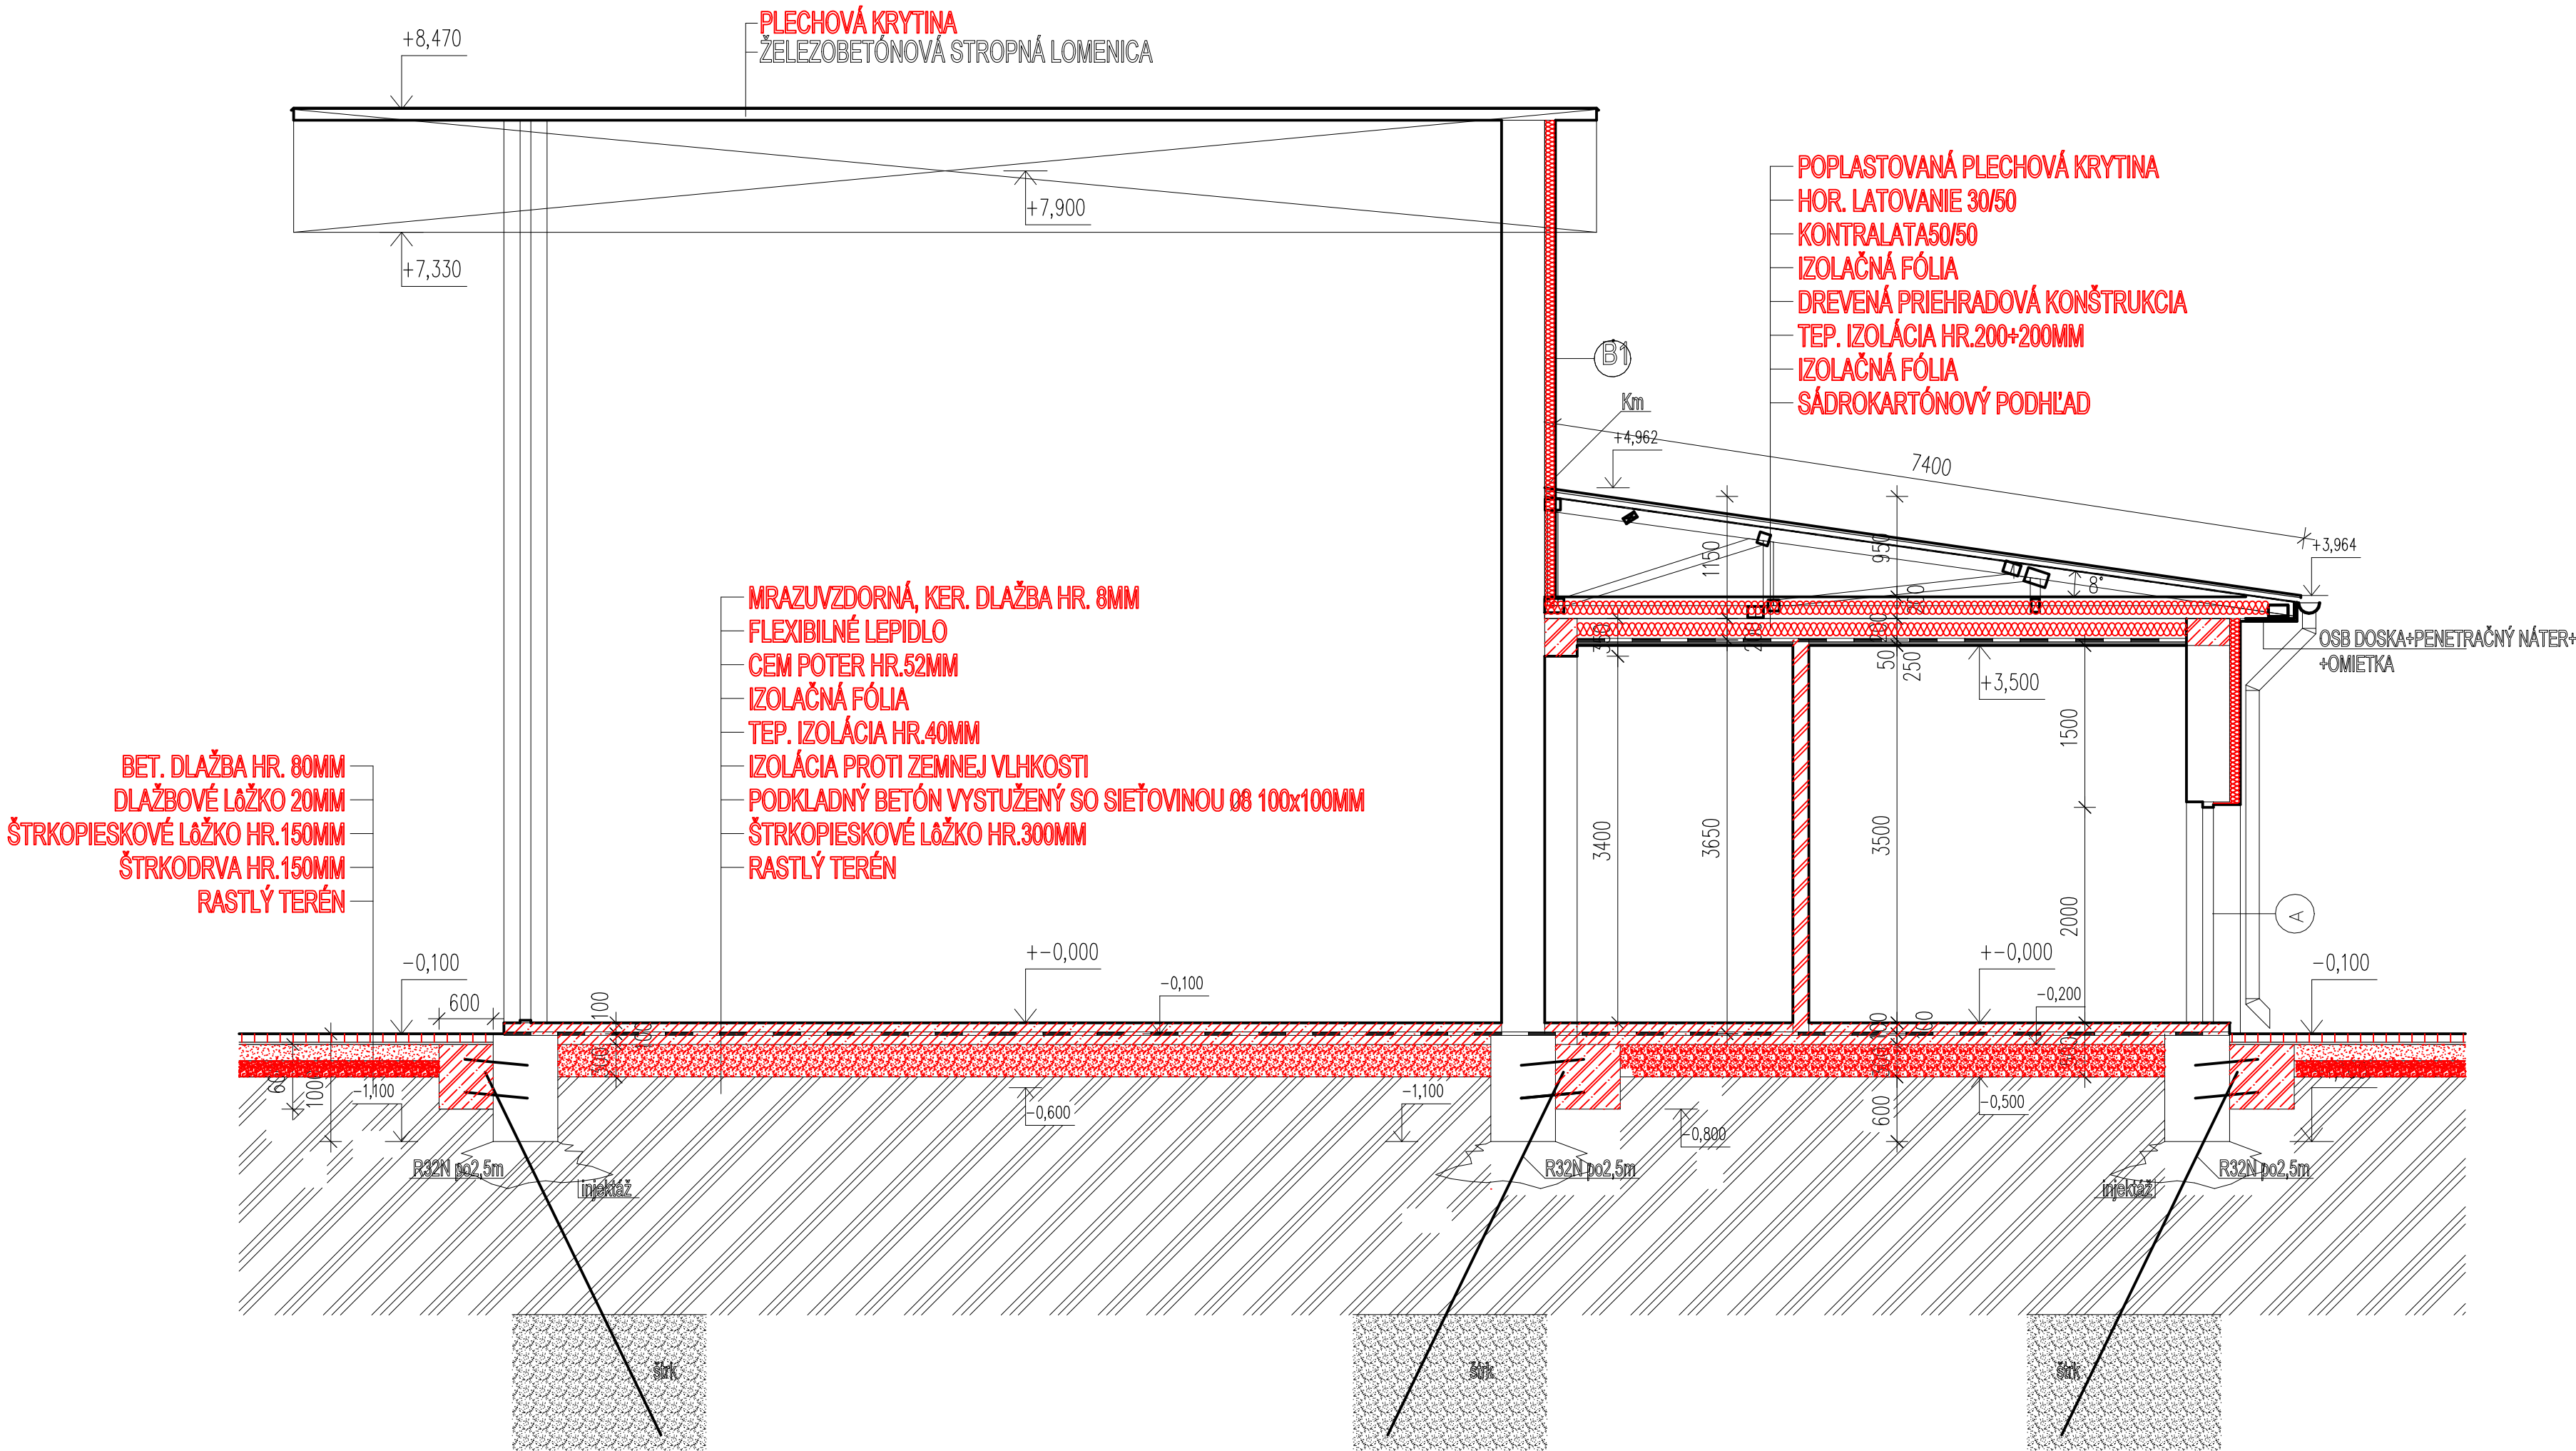 PLECHOVÁ KRYTINA
ŽELEZOBETÓNOVÁ STROPNÁ LOMENICA
+8,470
+7,900
+7,330
POPLASTOVANÁ PLECHOVÁ KRYTINA
HOR. LATOVANIE 30/50
KONTRALATA50/50
IZOLAČNÁ FÓLIA
DREVENÁ PRIEHRADOVÁ KONŠTRUKCIA
TEP. IZOLÁCIA HR.200+200MM
IZOLAČNÁ FÓLIA
SÁDROKARTÓNOVÝ PODHĽAD
B1
Km
+4,962
7400
+3,964
1150
950
8°
OSB DOSKA+PENETRAČNÝ NÁTER+
+OMIETKA
50
250
+3,500
1500
MRAZUVZDORNÁ, KER. DLAŽBA HR. 8MM
FLEXIBILNÉ LEPIDLO
CEM POTER HR.52MM
IZOLAČNÁ FÓLIA
TEP. IZOLÁCIA HR.40MM
IZOLÁCIA PROTI ZEMNEJ VLHKOSTI
PODKLADNÝ BETÓN VYSTUŽENÝ SO SIEŤOVINOU Ø8 100x100MM
ŠTRKOPIESKOVÉ LôŽKO HR.300MM
RASTLÝ TERÉN
BET. DLAŽBA HR. 80MM
DLAŽBOVÉ LôŽKO 20MM
ŠTRKOPIESKOVÉ LôŽKO HR.150MM
ŠTRKODRVA HR.150MM
RASTLÝ TERÉN
3400
3650
3500
2000
A
-0,100
600
100
+-0,000
-0,100
+-0,000
-0,200
-0,100
1000
-1,100
-0,600
-1,100
-0,800
600
-0,500
R32N po2,5m
injektáž
R32N po2,5m
injektáž
R32N po2,5m
štrk
štrk
štrk